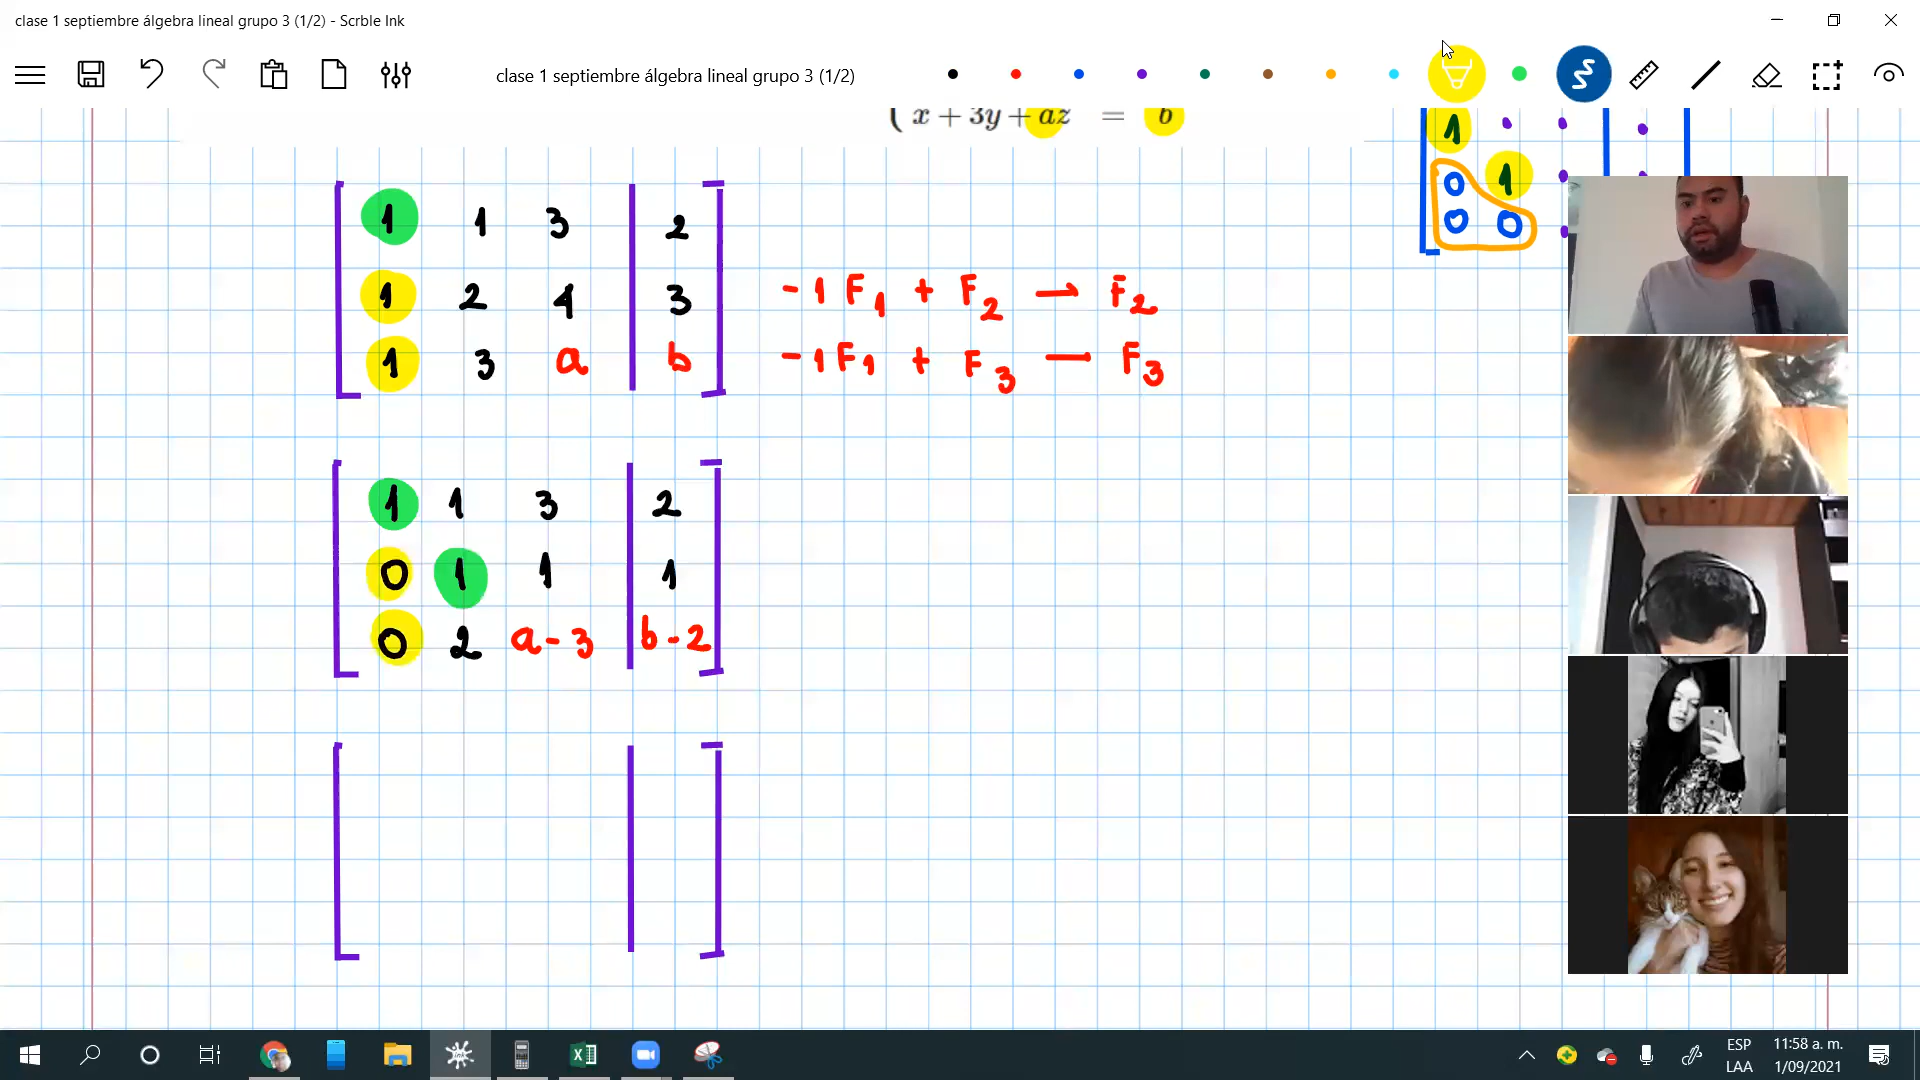 clase 1 septiembre álgebra lineal grupo 3 (1/2) - Scrble Ink
clase 1 septiembre álgebra lineal grupo 3 (1/2)
x + 3y + az = b
1
0 1
0 0
1 1 3 2
1 2 4 3 -1 F1 + F2 → F2
1 3 a b -1 F1 + F3 — F3
1 1 3 2
0 1 1 1
0 2 a - 3 b - 2
ESP 11:58 a. m.
LAA 1/09/2021